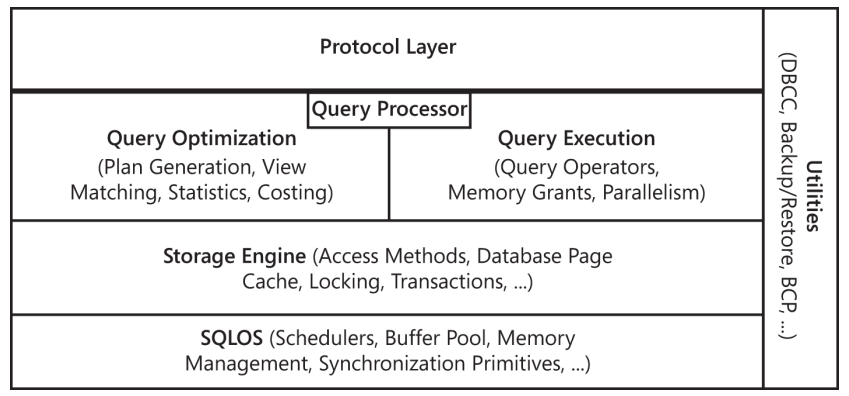 Protocol Layer
Query Processor
Query Optimization
(Plan Generation, View
Matching, Statistics, Costing)
Query Execution
(Query Operators,
Memory Grants, Parallelism)
Storage Engine (Access Methods, Database Page
Cache, Locking, Transactions, ...)
SQLOS (Schedulers, Buffer Pool, Memory
Management, Synchronization Primitives, ...)
Utilities
(DBCC, Backup/Restore, BCP, ...)